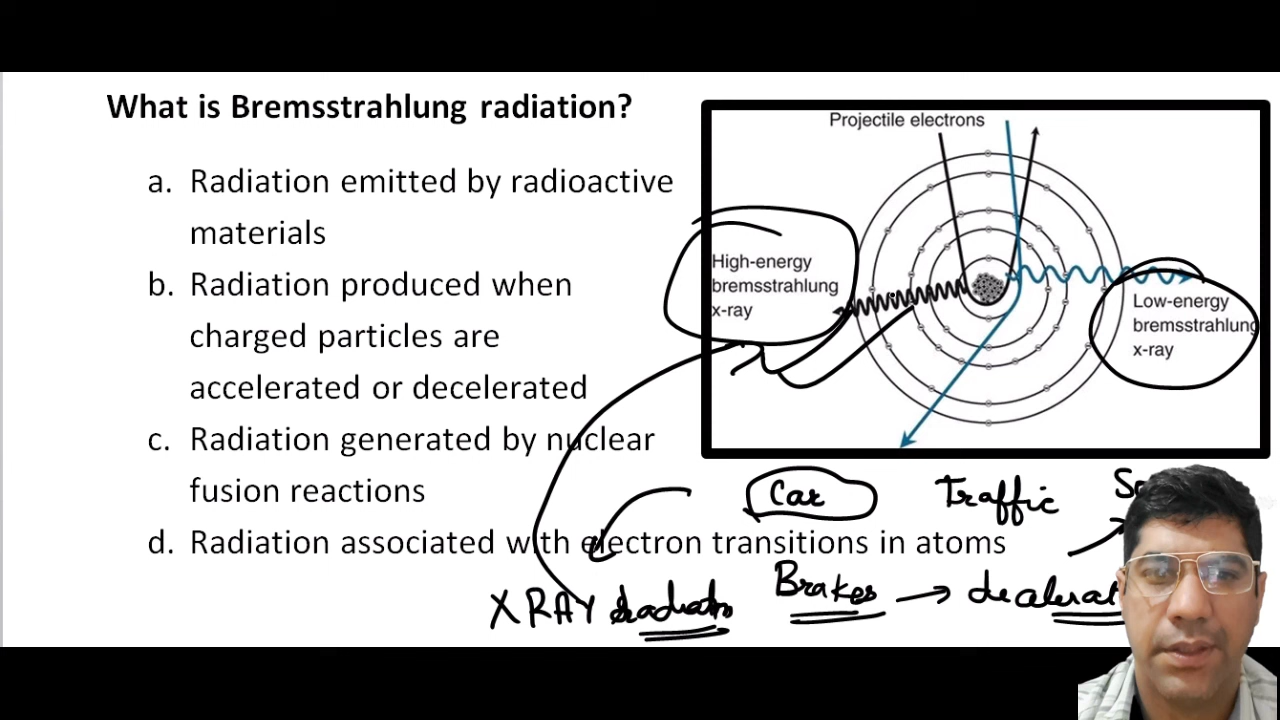 What is Bremsstrahlung radiation?
a. Radiation emitted by radioactive
materials
b. Radiation produced when
charged particles are
accelerated or decelerated
c. Radiation generated by nuclear
fusion reactions
d. Radiation associated with electron transitions in atoms
Projectile electrons
High-energy
bremsstrahlung
x-ray
Low-energy
bremsstrahlung
x-ray
Car Traffic
XRAY Brakes →